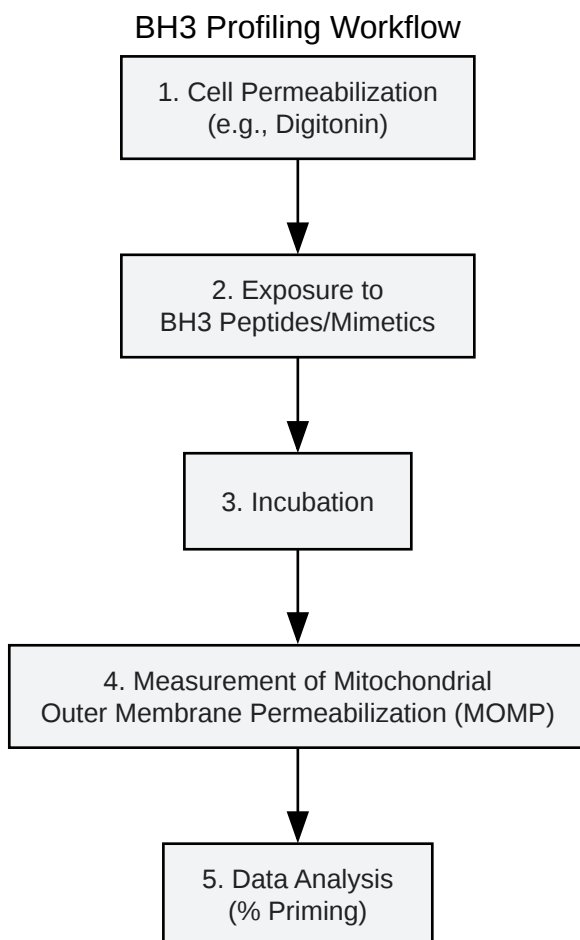 BH3 Profiling Workflow
1. Cell Permeabilization
(e.g., Digitonin)
2. Exposure to
BH3 Peptides/Mimetics
3. Incubation
4. Measurement of Mitochondrial
Outer Membrane Permeabilization (MOMP)
5. Data Analysis
(% Priming)